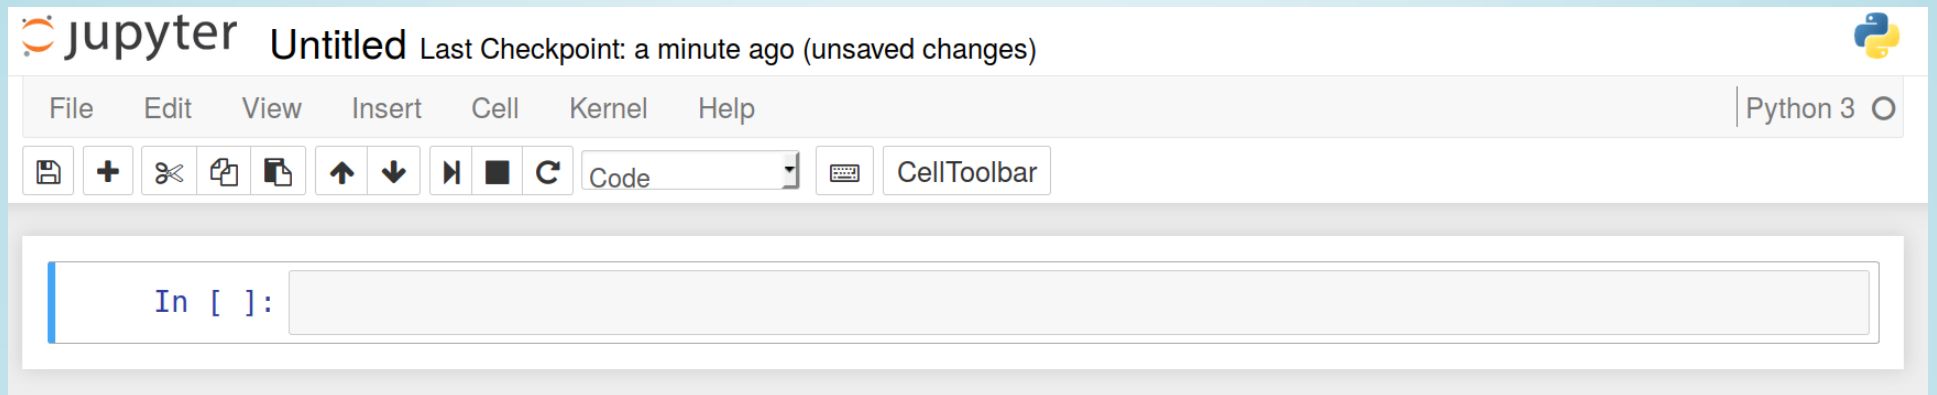 jupyter Untitled Last Checkpoint: a minute ago (unsaved changes)
File Edit View Insert Cell Kernel Help Python 3
Code CellToolbar
In [ ]: